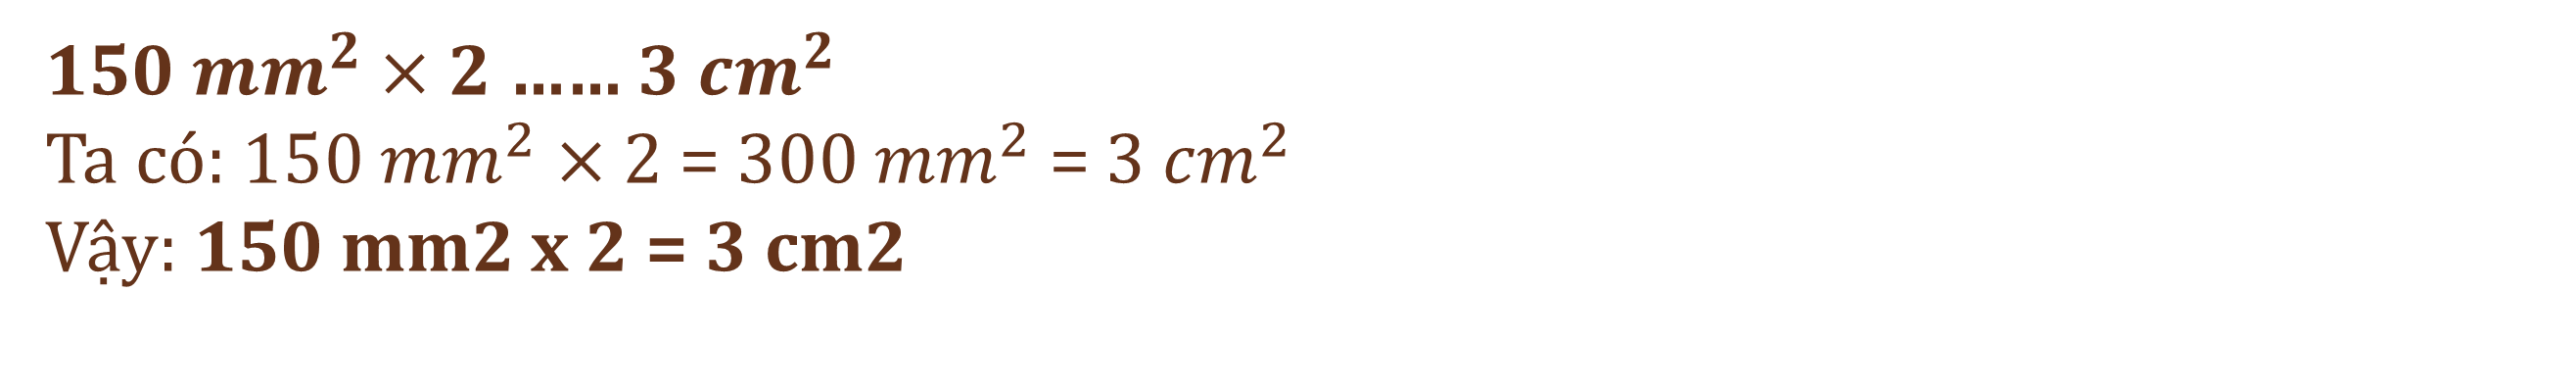 150 mm² × 2 ...... 3 cm²
Ta có: 150 mm² × 2 = 300 mm² = 3 cm²
Vậy: 150 mm2 x 2 = 3 cm2